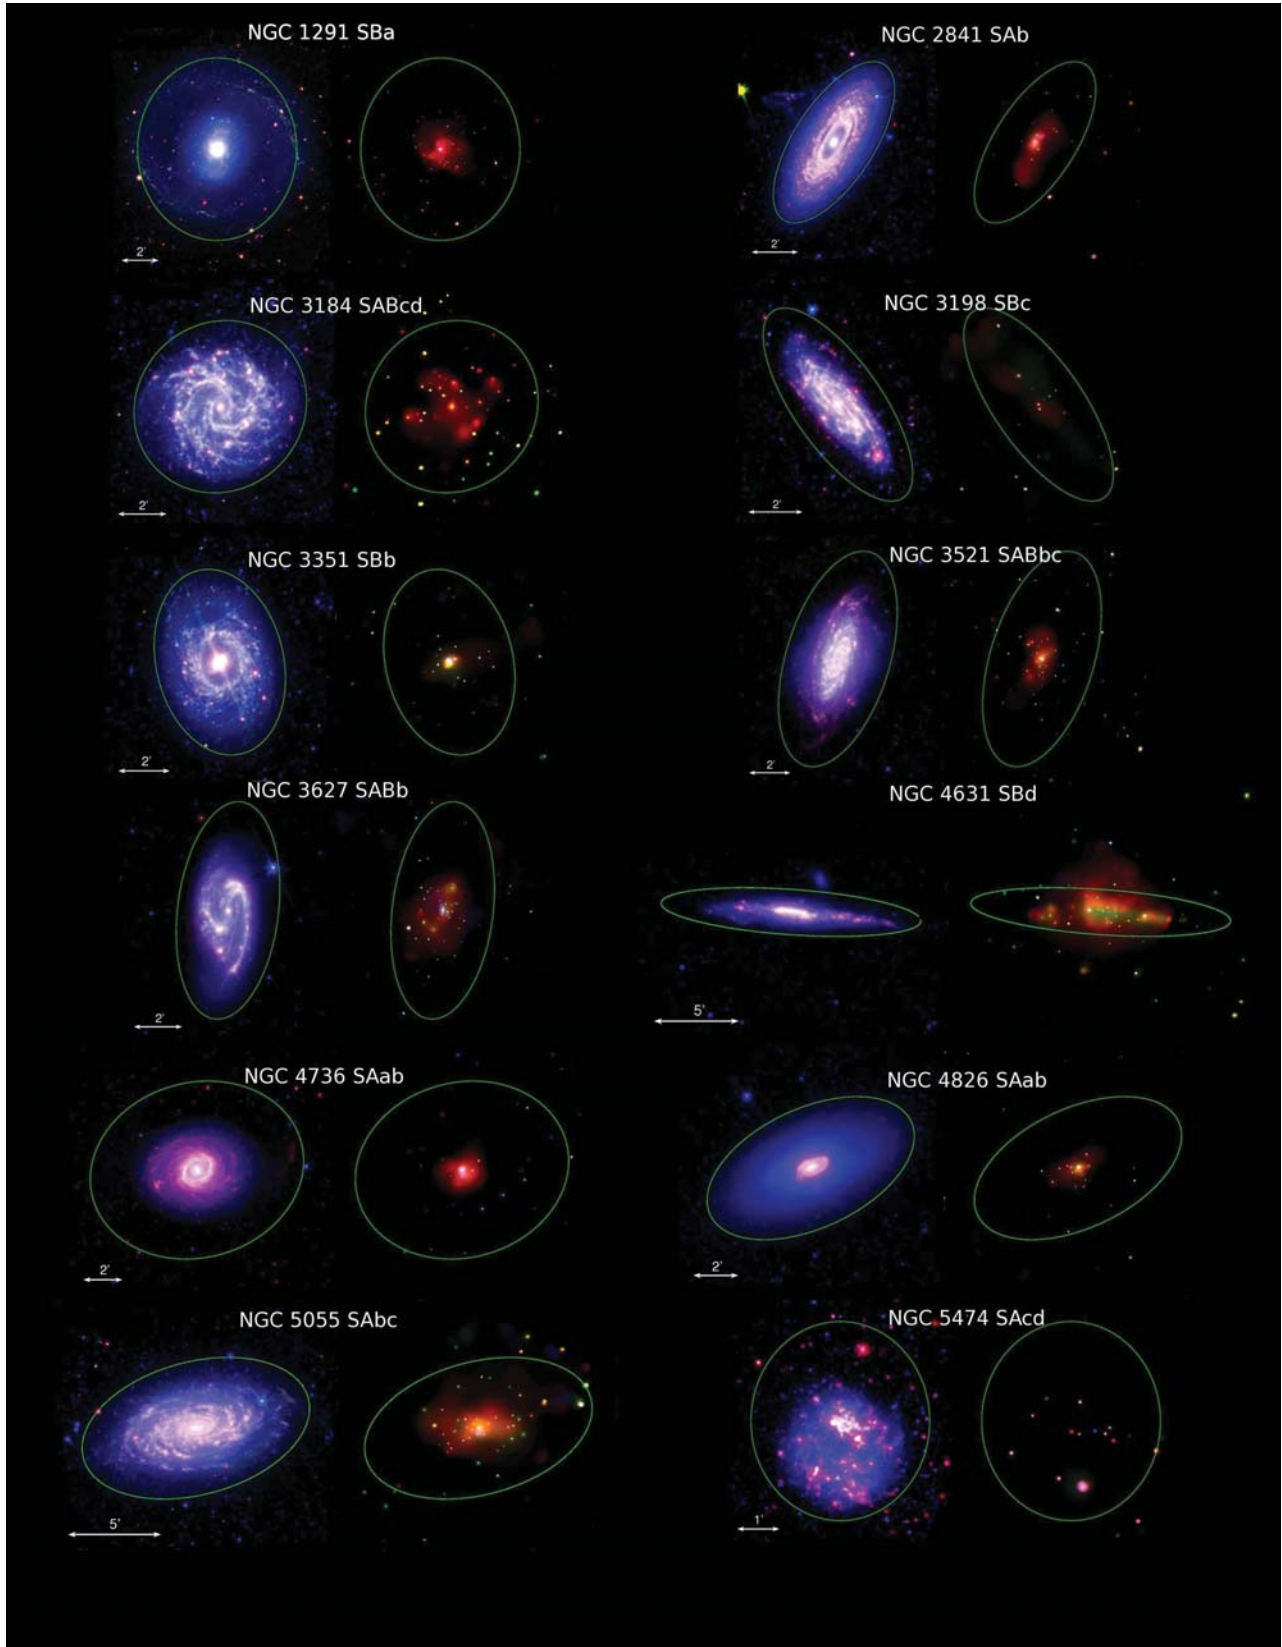 NGC 1291 SBa
2'
NGC 2841 SAb
2'
NGC 3184 SABcd
2'
NGC 3198 SBc
2'
NGC 3351 SBb
2'
NGC 3521 SABbc
2'
NGC 3627 SABb
2'
NGC 4631 SBd
5'
NGC 4736 SAab
2'
NGC 4826 SAab
2'
NGC 5055 SAbc
5'
NGC 5474 SAcd
1'